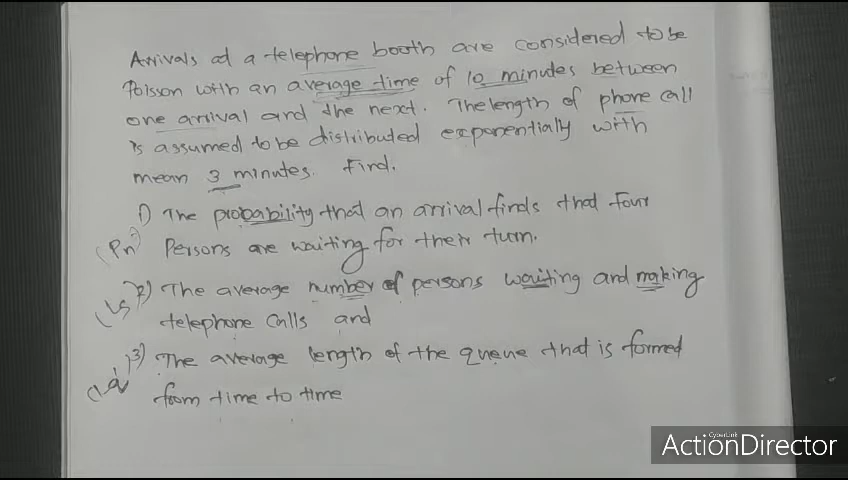 Arrivals at a telephone booth are considered to be
Poisson with an average time of 10 minutes between
one arrival and the next. The length of phone call
is assumed to be distributed exponentially with
mean 3 minutes. Find.
1) The probability that an arrival finds that four
(Pn) Persons are waiting for their turn.
(Ls) 2) The average number of persons waiting and making
telephone calls and
3) The average length of the queue that is formed
from time to time
CyberLink
ActionDirector